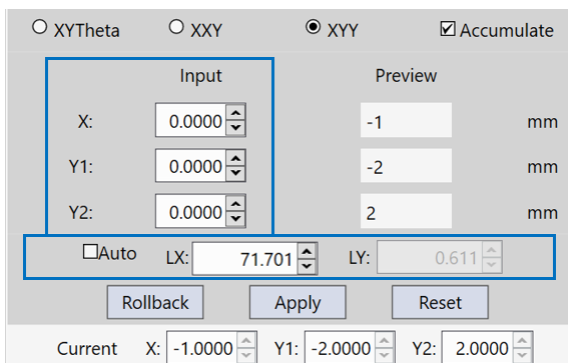 XYTheta XXY XYY Accumulate
Input Preview
X: 0.0000 -1 mm
Y1: 0.0000 -2 mm
Y2: 0.0000 2 mm
Auto LX: 71.701 LY: 0.611
Rollback Apply Reset
Current X: -1.0000 Y1: -2.0000 Y2: 2.0000